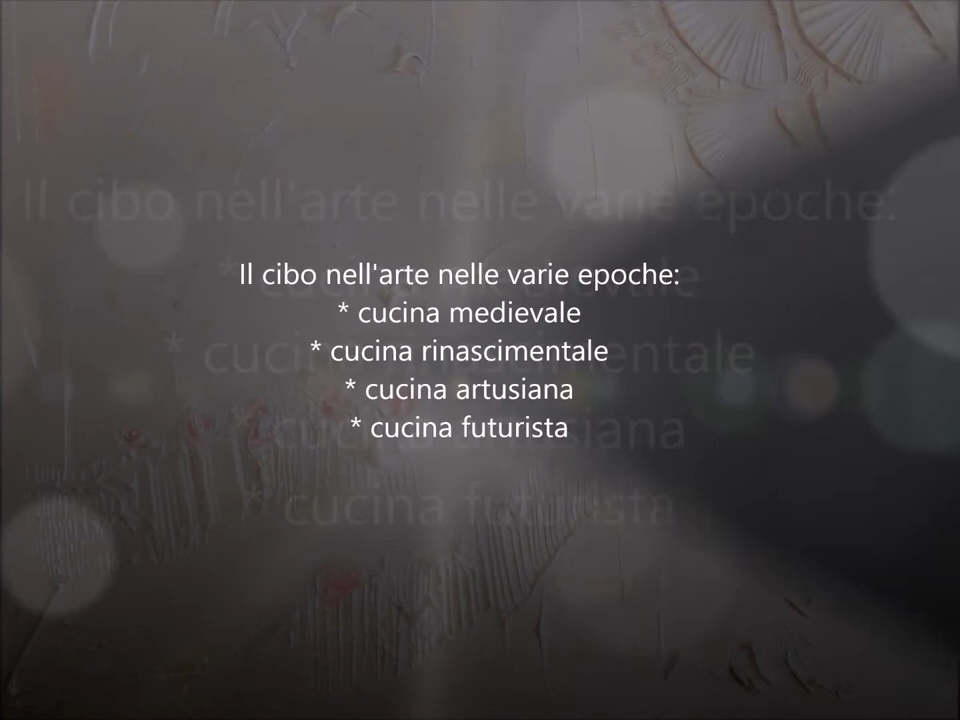 Il cibo nell'arte nelle varie epoche:
* cucina medievale
* cucina rinascimentale
* cucina artusiana
* cucina futurista